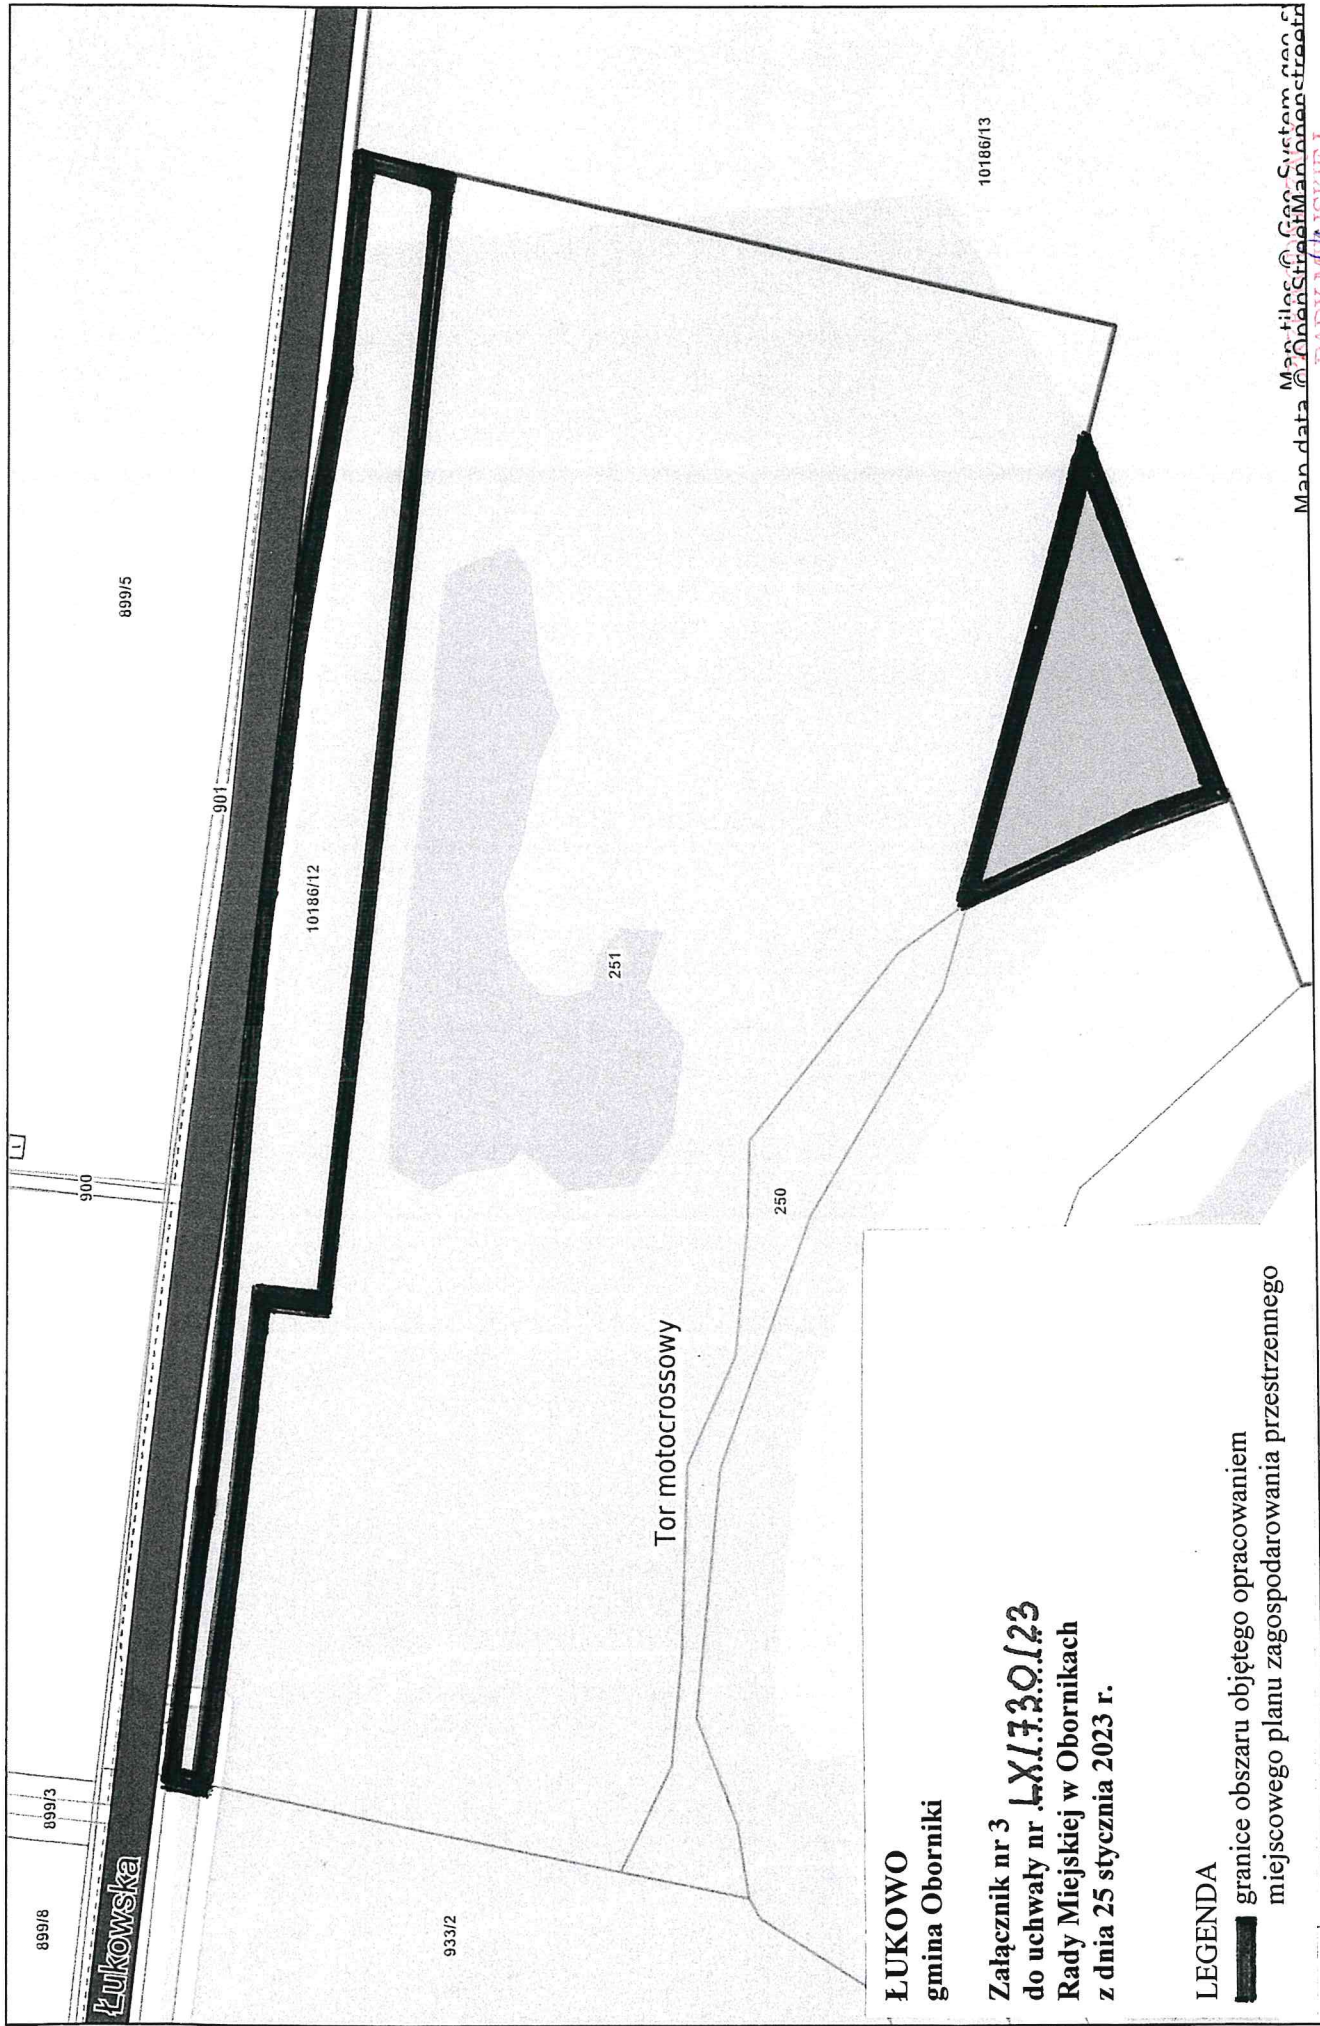 899/8
Łukowska
899/3
900
901
899/5
10186/12
10186/13
933/2
Tor motocrossowy
250
251
ŁUKOWO
gmina Oborniki
Załącznik nr 3
do uchwały nr LX/730/23
Rady Miejskiej w Obornikach
z dnia 25 stycznia 2023 r.
LEGENDA
granice obszaru objętego opracowaniem
miejscowego planu zagospodarowania przestrzennego
Map tiles © Geo-System
Map data © OpenStreetMap